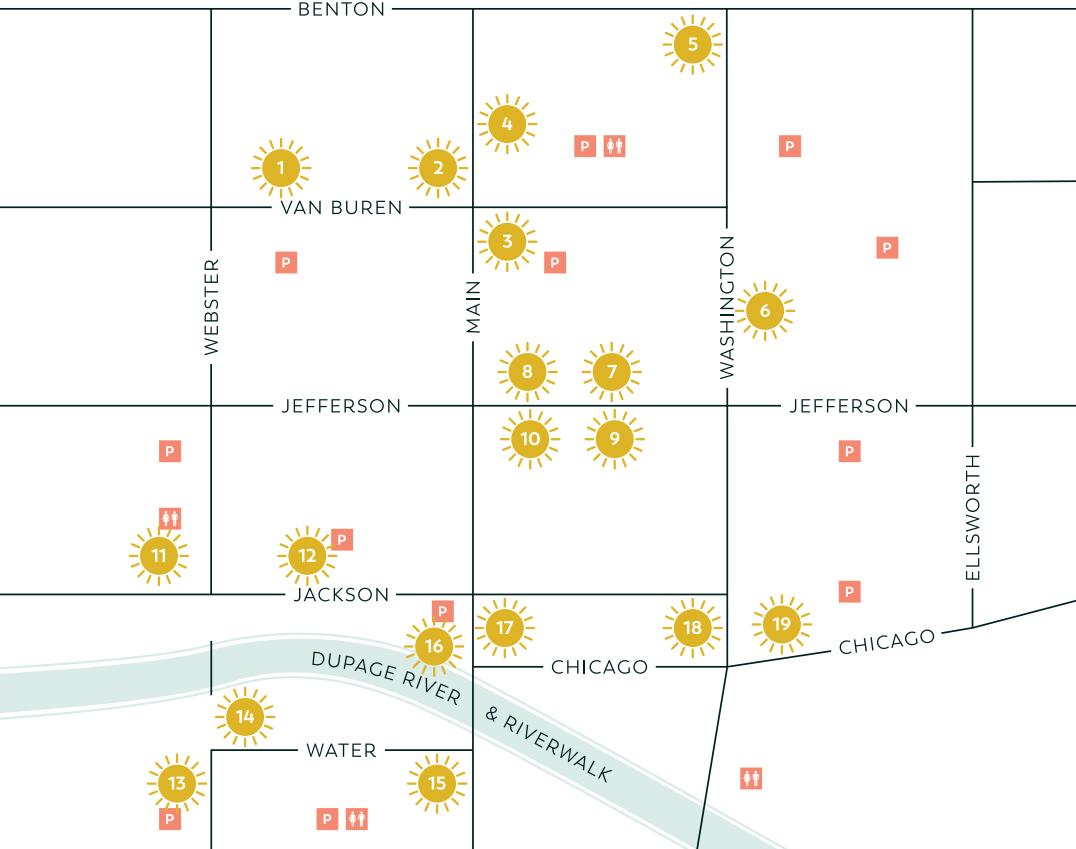 BENTON
5
4
P
P
1
2
VAN BUREN
3
P
P
P
WEBSTER
MAIN
WASHINGTON
6
8
7
JEFFERSON
JEFFERSON
10
9
P
P
ELLSWORTH
11
12
P
P
JACKSON
P
17
18
19
16
CHICAGO
CHICAGO
DUPAGE RIVER
& RIVERWALK
14
WATER
13
15
P
P